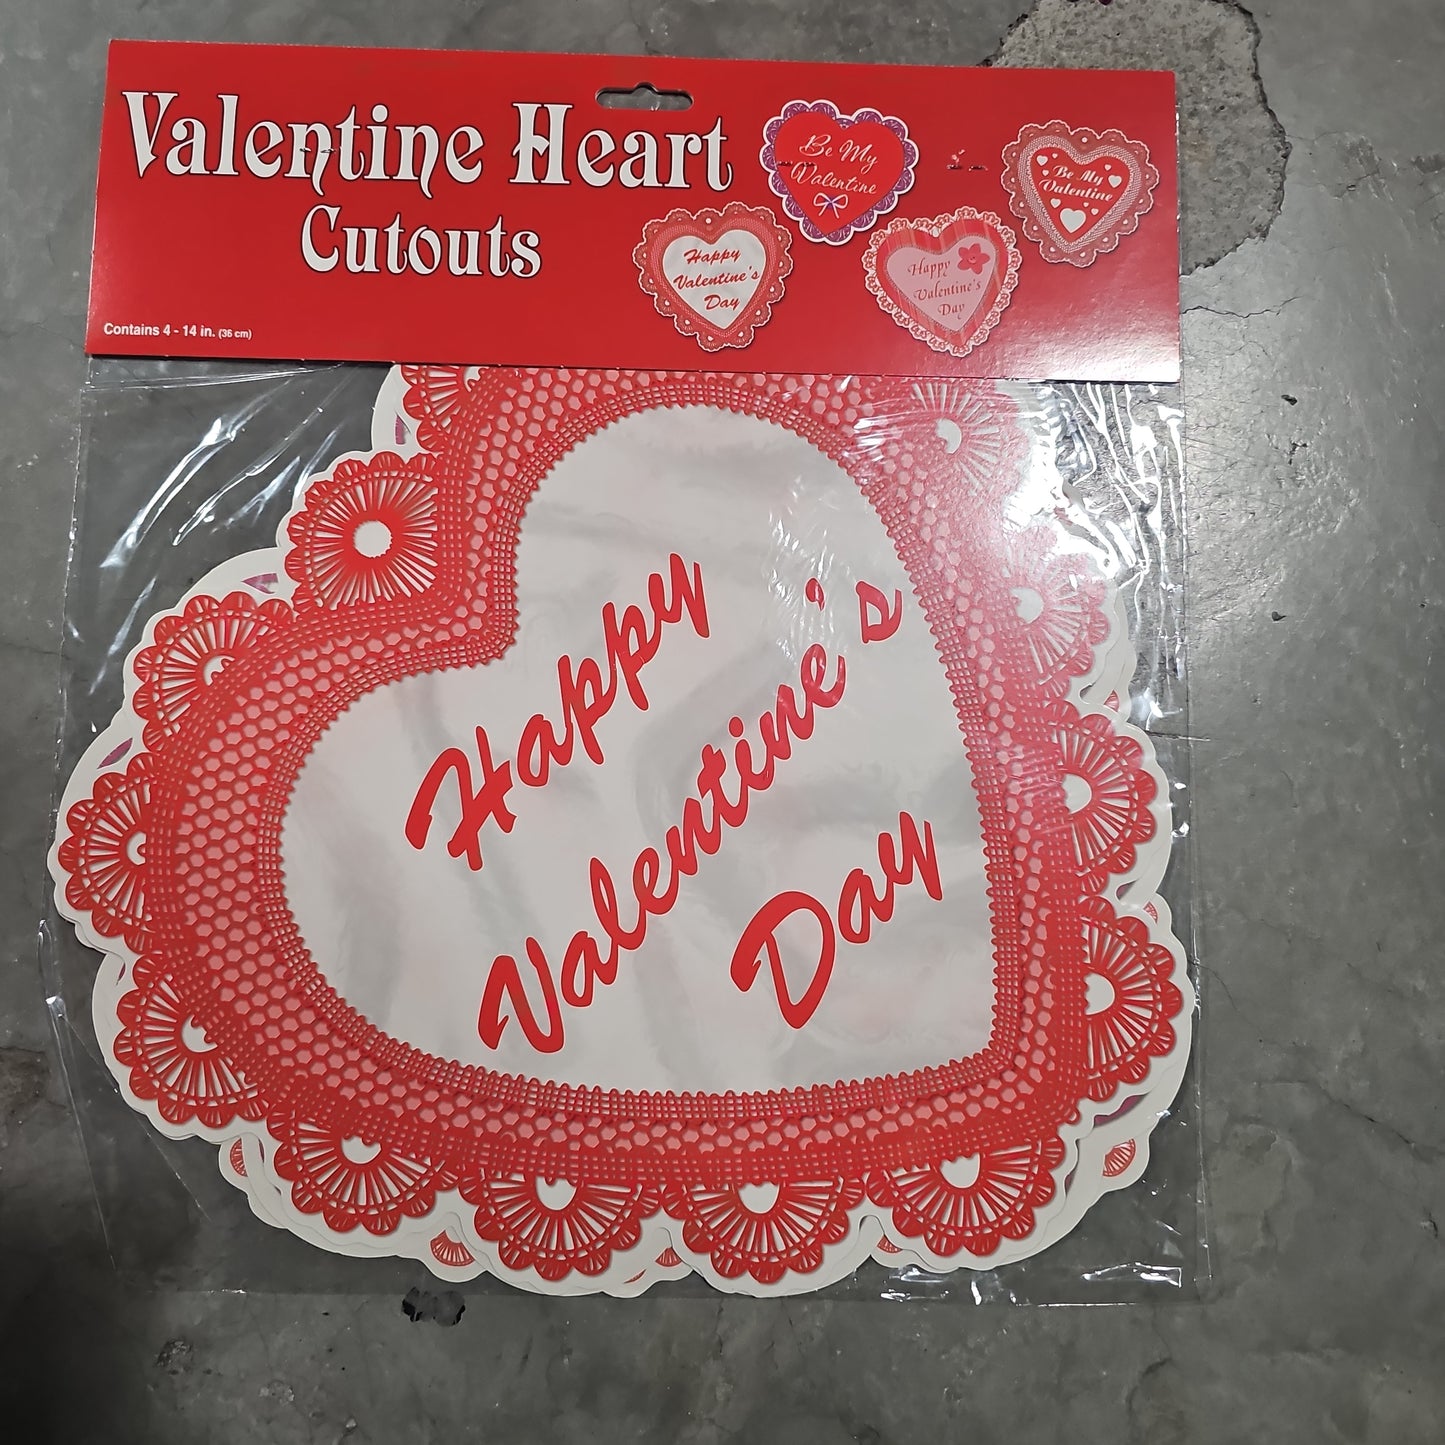 Valentine Heart
Cutouts
Contains 4 - 14 in. (36 cm)
Be My
Valentine
Happy
Valentine's
Day
Happy
Valentine's
Day
Be My
Valentine
Happy
Valentine's
Day